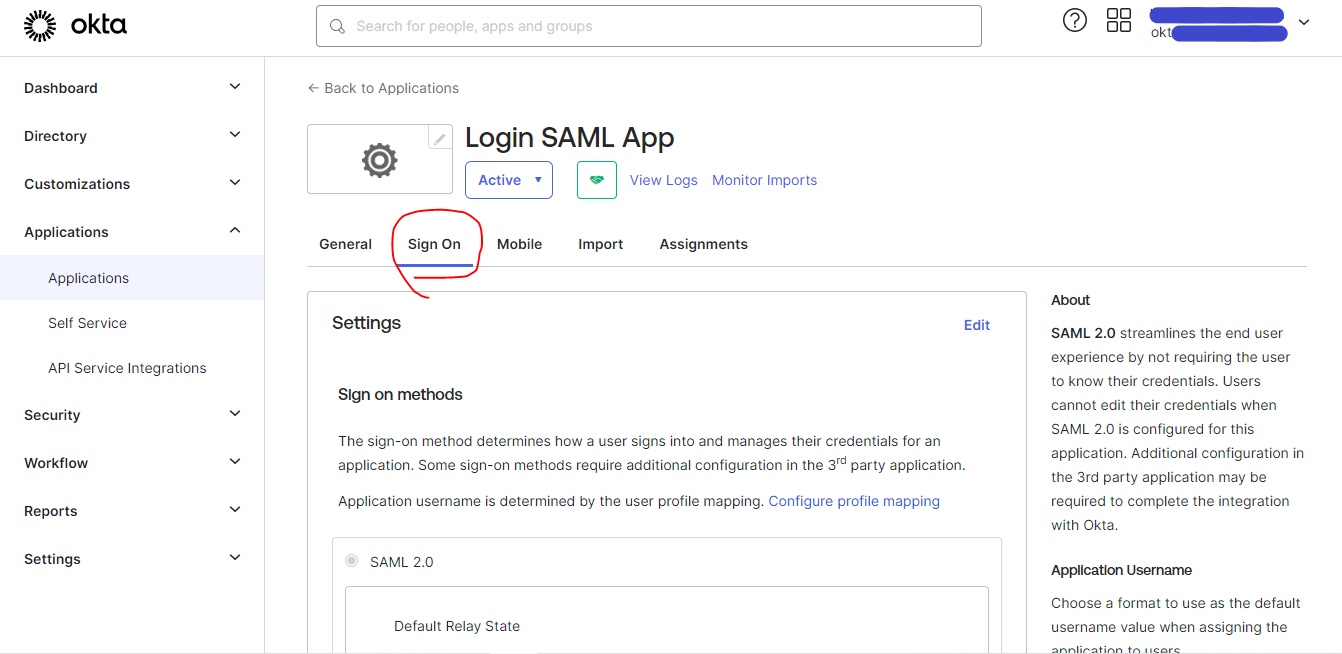 okta
Search for people, apps and groups
okt
Dashboard
Directory
Customizations
Applications
Applications
Self Service
API Service Integrations
Security
Workflow
Reports
Settings
← Back to Applications
Login SAML App
Active
View Logs Monitor Imports
General Sign On Mobile Import Assignments
Settings
Edit
Sign on methods
The sign-on method determines how a user signs into and manages their credentials for an
application. Some sign-on methods require additional configuration in the 3rd party application.
Application username is determined by the user profile mapping. Configure profile mapping
SAML 2.0
Default Relay State
About
SAML 2.0 streamlines the end user
experience by not requiring the user
to know their credentials. Users
cannot edit their credentials when
SAML 2.0 is configured for this
application. Additional configuration in
the 3rd party application may be
required to complete the integration
with Okta.
Application Username
Choose a format to use as the default
username value when assigning the
application to users.